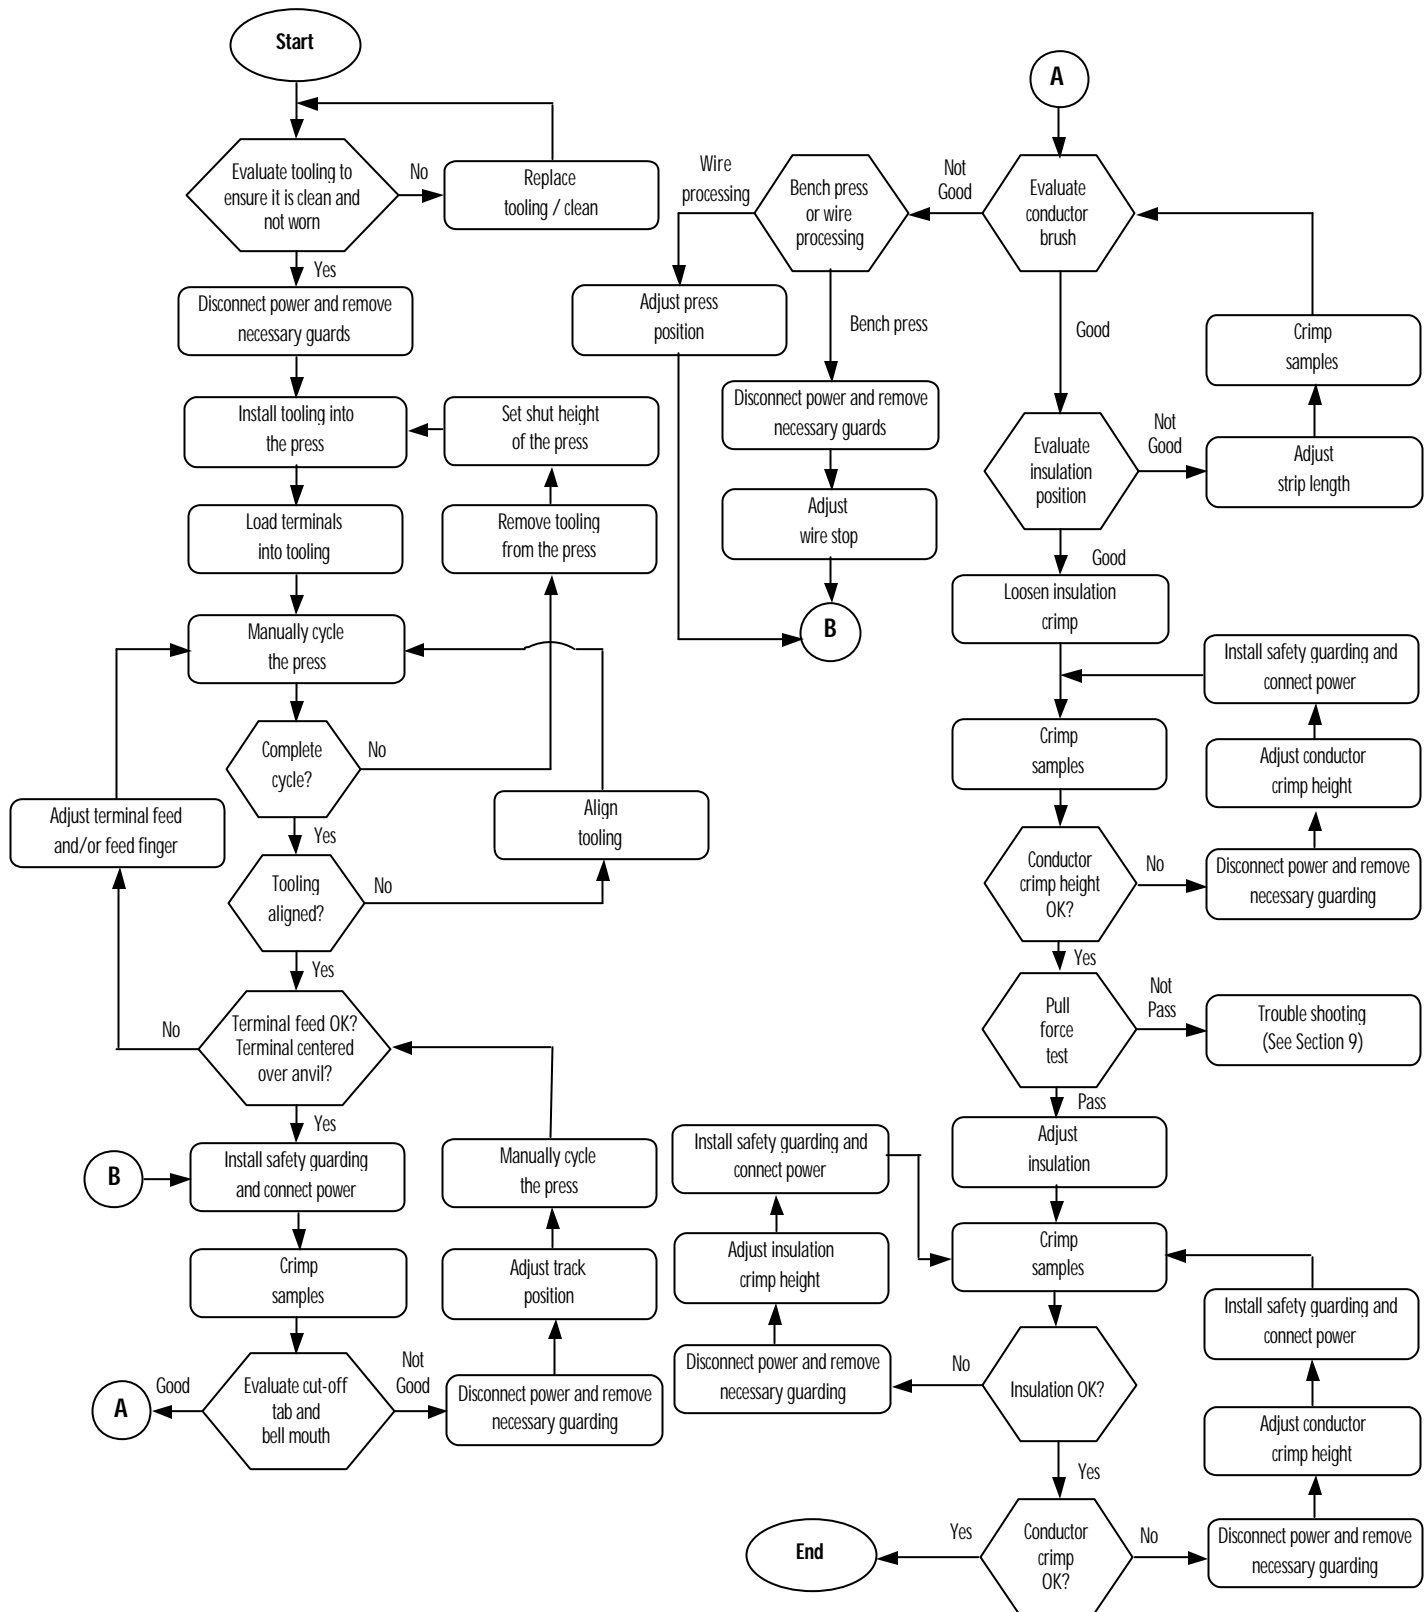 Start
Evaluate tooling to
ensure it is clean and
not worn
No
Replace
tooling / clean
Yes
Disconnect power and remove
necessary guards
Install tooling into
the press
Set shut height
of the press
Load terminals
into tooling
Remove tooling
from the press
Manually cycle
the press
Complete
cycle?
No
Adjust terminal feed
and/or feed finger
Yes
Align
tooling
Tooling
aligned?
No
Yes
Terminal feed OK?
Terminal centered
over anvil?
No
Yes
B
Install safety guarding
and connect power
Manually cycle
the press
Crimp
samples
Adjust track
position
A
Good
Evaluate cut-off
tab and
bell mouth
Not
Good
Disconnect power and remove
necessary guarding
A
Wire
processing
Bench press
or wire
processing
Not
Good
Evaluate
conductor
brush
Adjust press
position
Bench press
Good
Crimp
samples
Disconnect power and remove
necessary guards
Evaluate
insulation
position
Not
Good
Adjust
strip length
Adjust
wire stop
Good
B
Loosen insulation
crimp
Install safety guarding and
connect power
Crimp
samples
Adjust conductor
crimp height
Conductor
crimp height
OK?
No
Disconnect power and remove
necessary guarding
Yes
Pull
force
test
Not
Pass
Trouble shooting
(See Section 9)
Pass
Install safety guarding and
connect power
Adjust
insulation
Adjust insulation
crimp height
Crimp
samples
Install safety guarding and
connect power
Disconnect power and remove
necessary guarding
No
Insulation OK?
Adjust conductor
crimp height
Yes
End
Yes
Conductor
crimp
OK?
No
Disconnect power and remove
necessary guarding